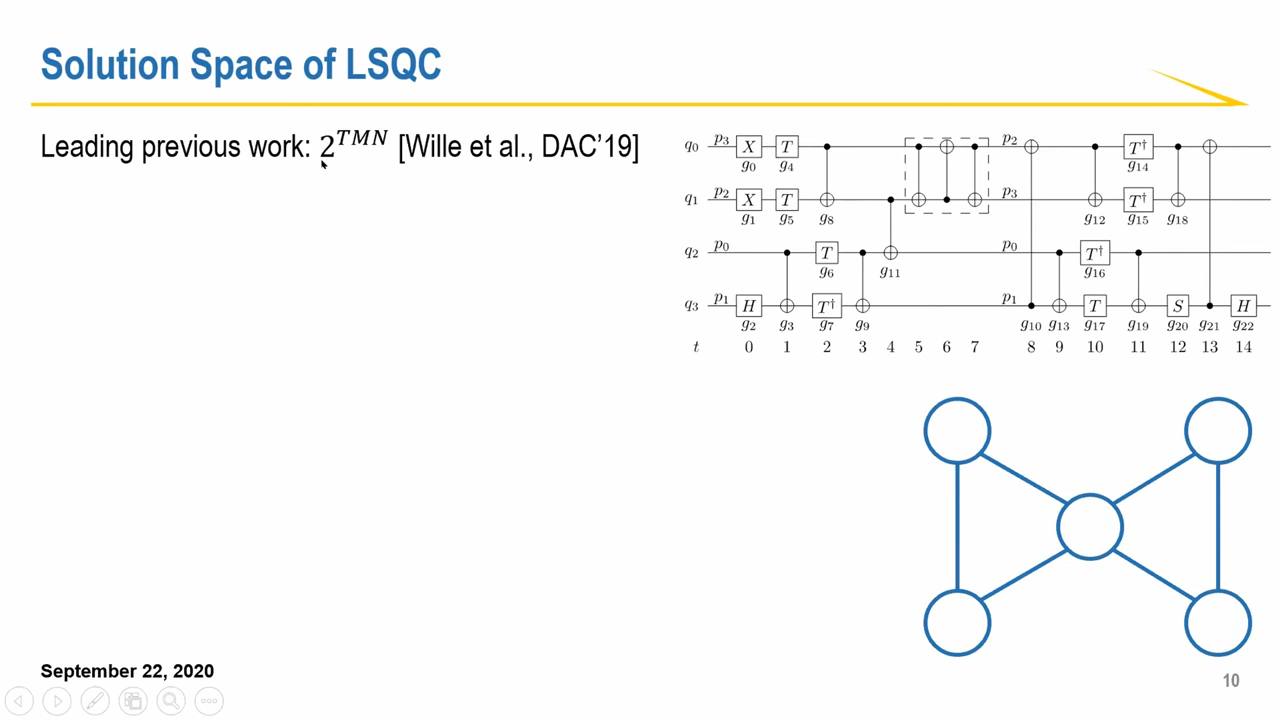 Solution Space of LSQC
Leading previous work: 2^{TMN} [Wille et al., DAC’19]
q₀ p₃ X T p₂ T†
g₀ g₄ g₁₄
q₁ p₂ X T p₃ T†
g₁ g₅ g₈ g₁₂ g₁₅ g₁₈
q₂ p₀ T p₀ T†
g₆ g₁₁ g₁₆
q₃ p₁ H T† p₁ T S H
g₂ g₃ g₇ g₉ g₁₀ g₁₃ g₁₇ g₁₉ g₂₀ g₂₁ g₂₂
t 0 1 2 3 4 5 6 7 8 9 10 11 12 13 14
September 22, 2020
10